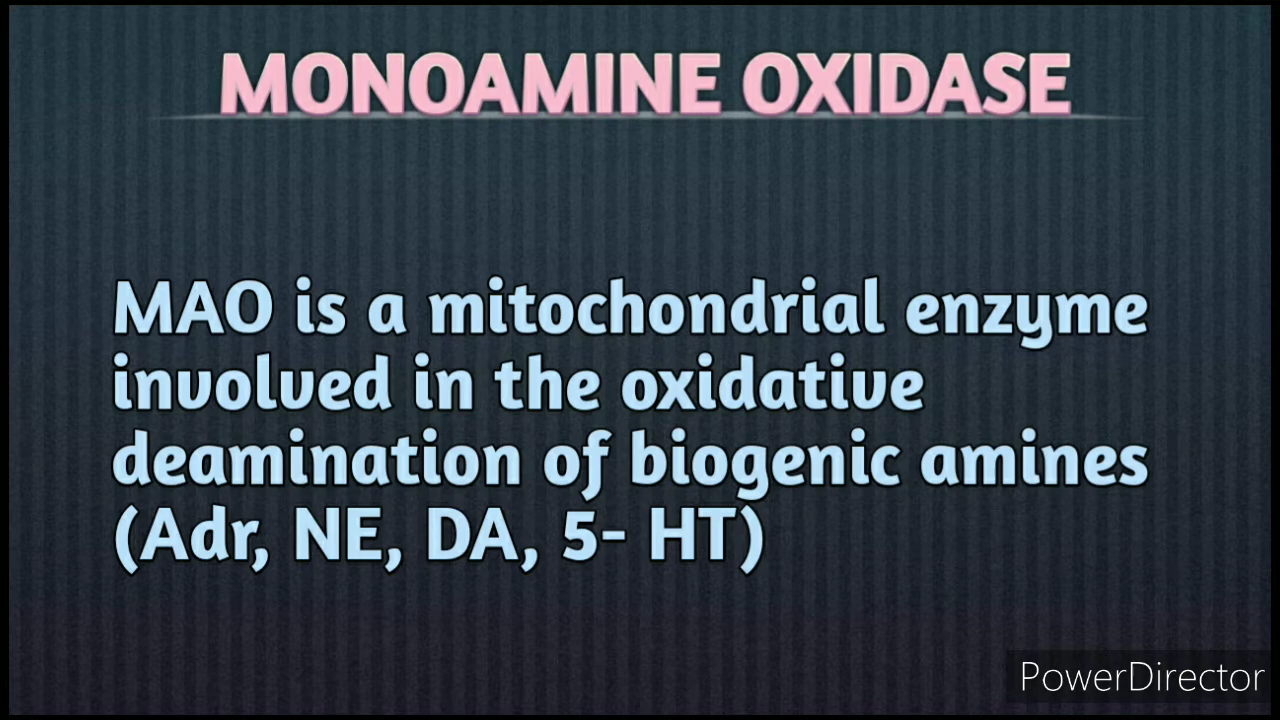 MONOAMINE OXIDASE
MAO is a mitochondrial enzyme
involved in the oxidative
deamination of biogenic amines
(Adr, NE, DA, 5- HT)
PowerDirector